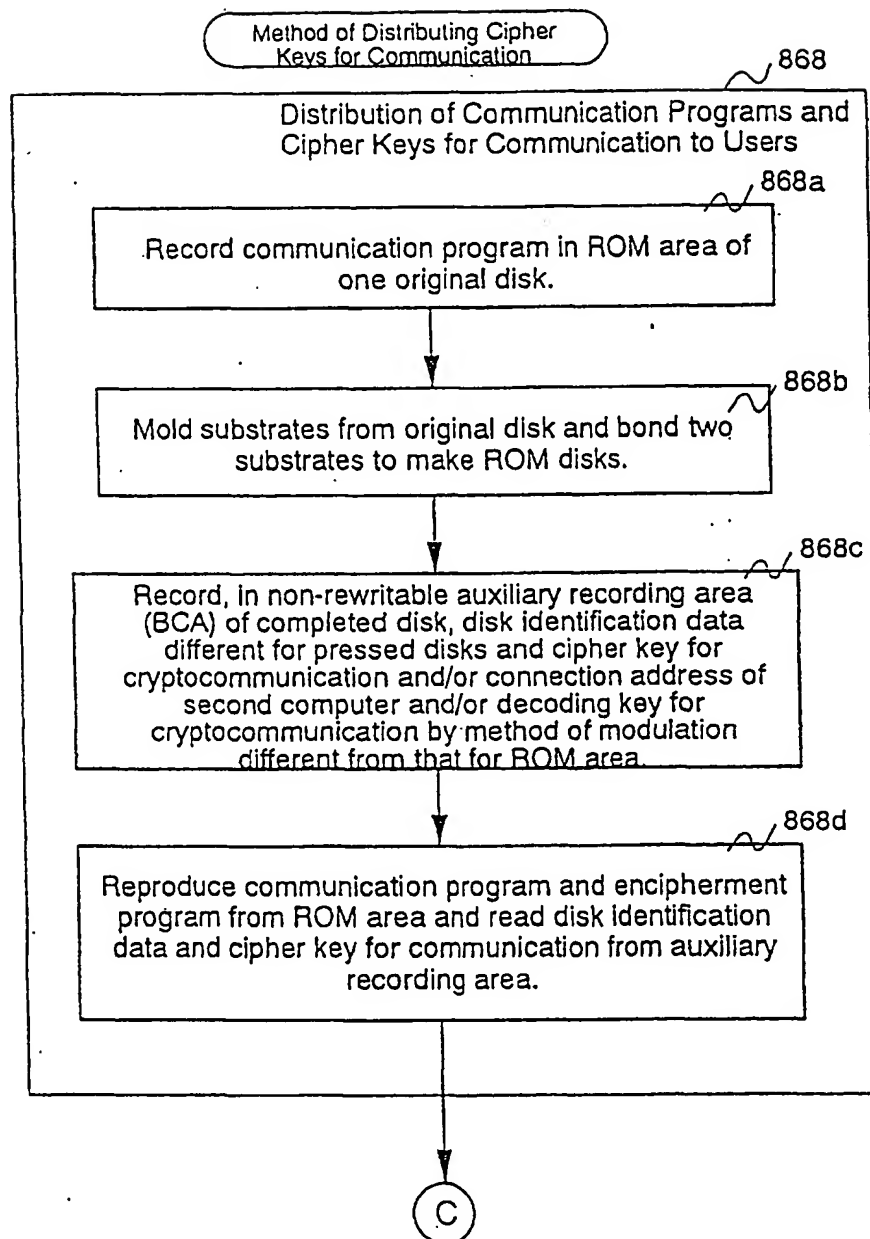 Method of Distributing Cipher
Keys for Communication
868
Distribution of Communication Programs and
Cipher Keys for Communication to Users
868a
Record communication program in ROM area of
one original disk.
868b
Mold substrates from original disk and bond two
substrates to make ROM disks.
868c
Record, in non-rewritable auxiliary recording area
(BCA) of completed disk, disk identification data
different for pressed disks and cipher key for
cryptocommunication and/or connection address of
second computer and/or decoding key for
cryptocommunication by method of modulation
different from that for ROM area.
868d
Reproduce communication program and encipherment
program from ROM area and read disk identification
data and cipher key for communication from auxiliary
recording area.
C